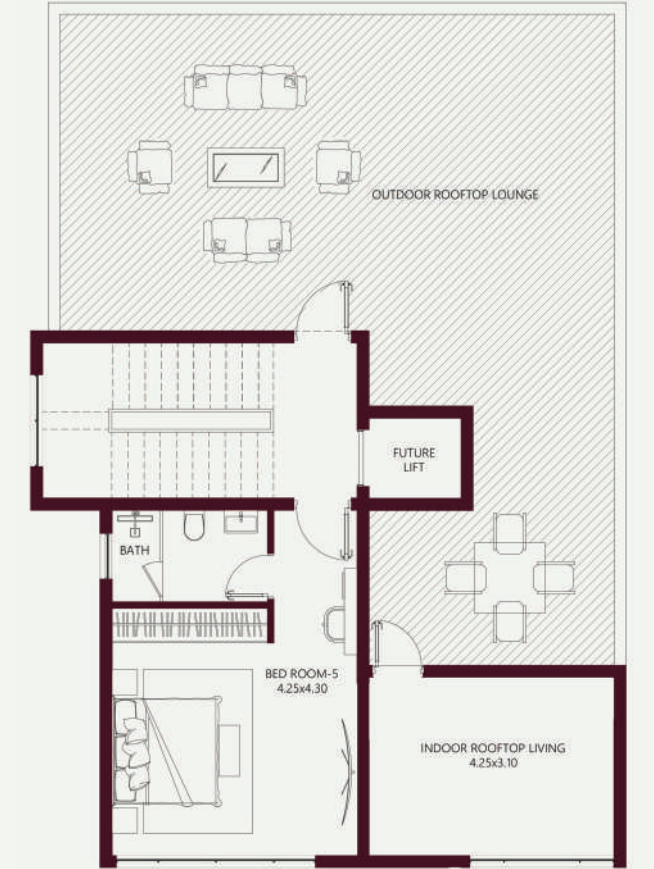 OUTDOOR ROOFTOP LOUNGE
FUTURE
LIFT
BATH
BED ROOM-5
4.25x4.30
INDOOR ROOFTOP LIVING
4.25x3.10